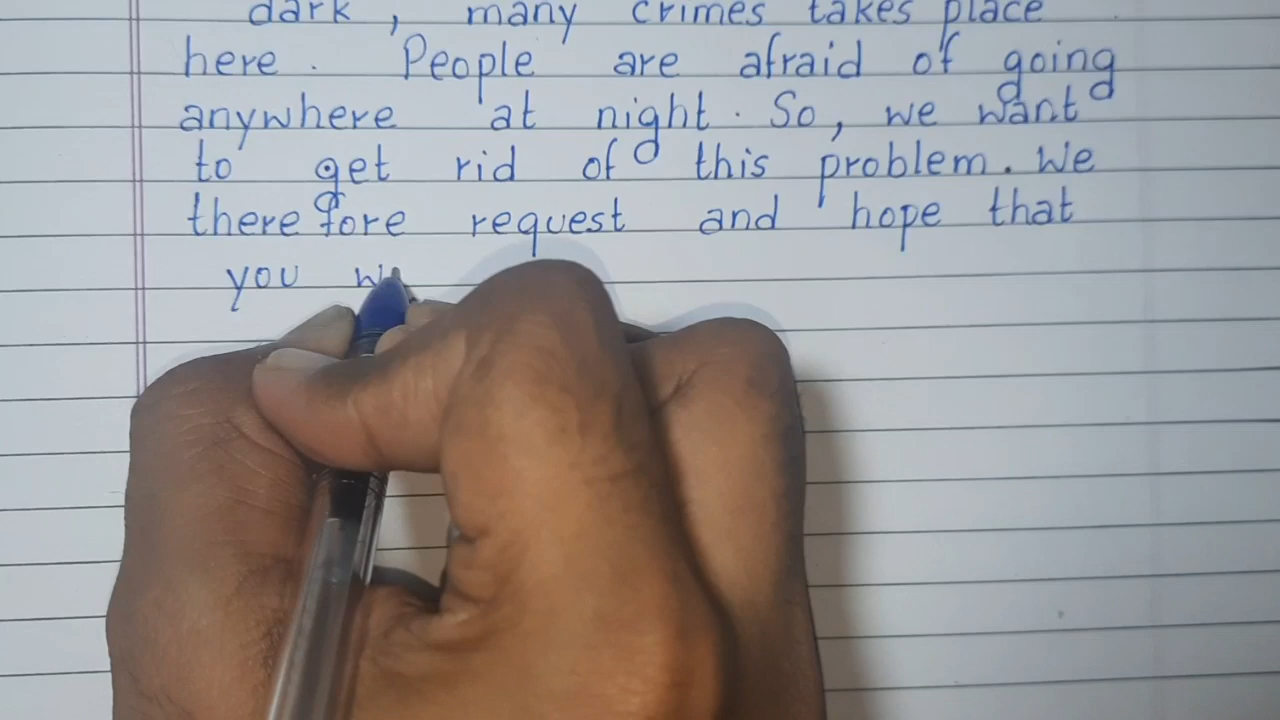 dark, many crimes takes place
here. People are afraid of going
anywhere at night. So, we want
to get rid of this problem. We
therefore request and hope that
you